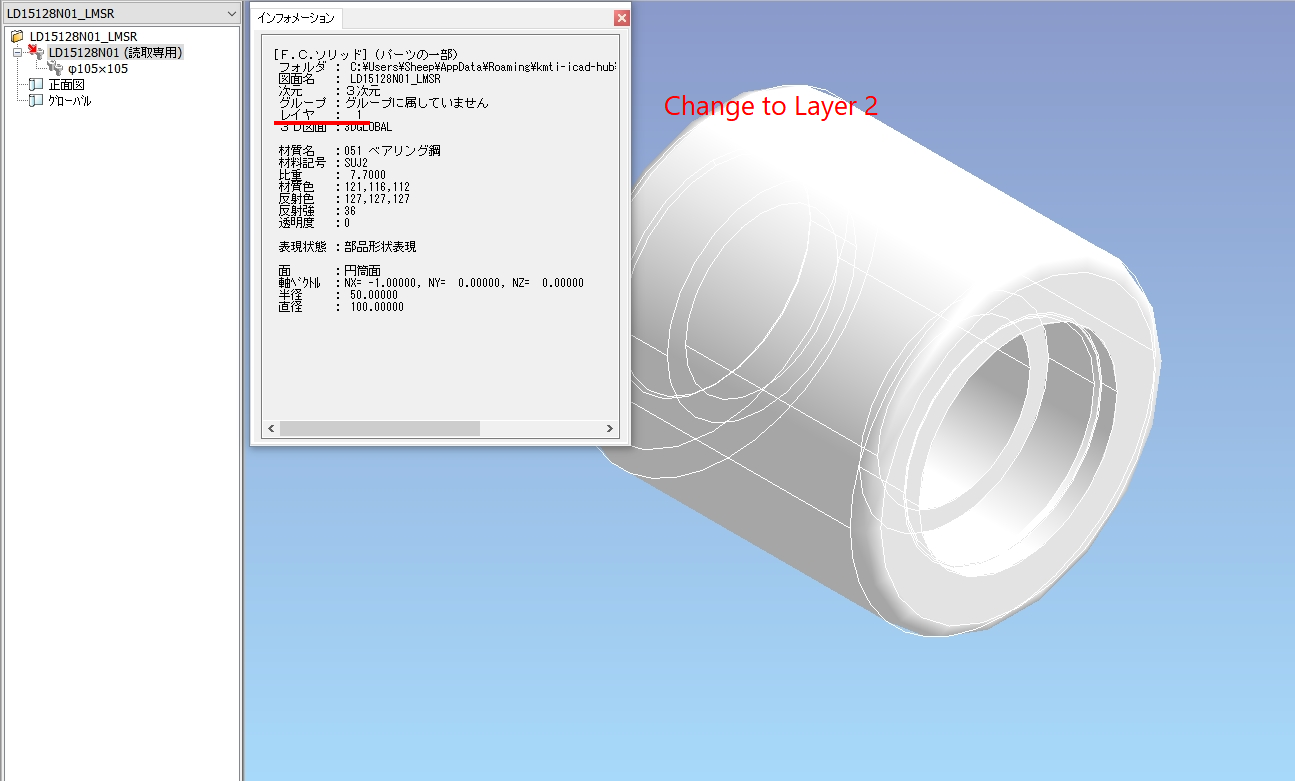 LD15128N01_LMSR
LD15128N01_LMSR
LD15128N01 (読取専用)
φ105×105
正面図
グローバル
インフォメーション
[F.C.ソリッド] (パーツの一部)
フォルダ : C:¥Users¥Sheep¥AppData¥Roaming¥kmti-icad-hub
図面名 : LD15128N01_LMSR
次元 : 3次元
グループ : グループに属していません
レイヤ : 1
3D図面 : 3DGLOBAL
材質名 : 051 ベアリング鋼
材料記号 : SUJ2
比重 : 7.7000
材質色 : 121,116,112
反射色 : 127,127,127
反射強 : 36
透明度 : 0
表現状態 : 部品形状表現
面 : 円筒面
軸ベクトル : NX= -1.00000, NY= 0.00000, NZ= 0.00000
半径 : 50.00000
直径 : 100.00000
Change to Layer 2